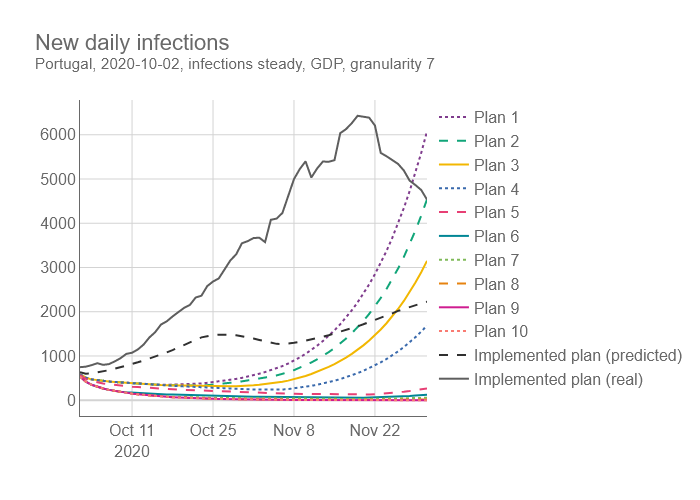 New daily infections
Portugal, 2020-10-02, infections steady, GDP, granularity 7
6000
5000
4000
3000
2000
1000
0
Oct 11
2020
Oct 25
Nov 8
Nov 22
Plan 1
Plan 2
Plan 3
Plan 4
Plan 5
Plan 6
Plan 7
Plan 8
Plan 9
Plan 10
Implemented plan (predicted)
Implemented plan (real)